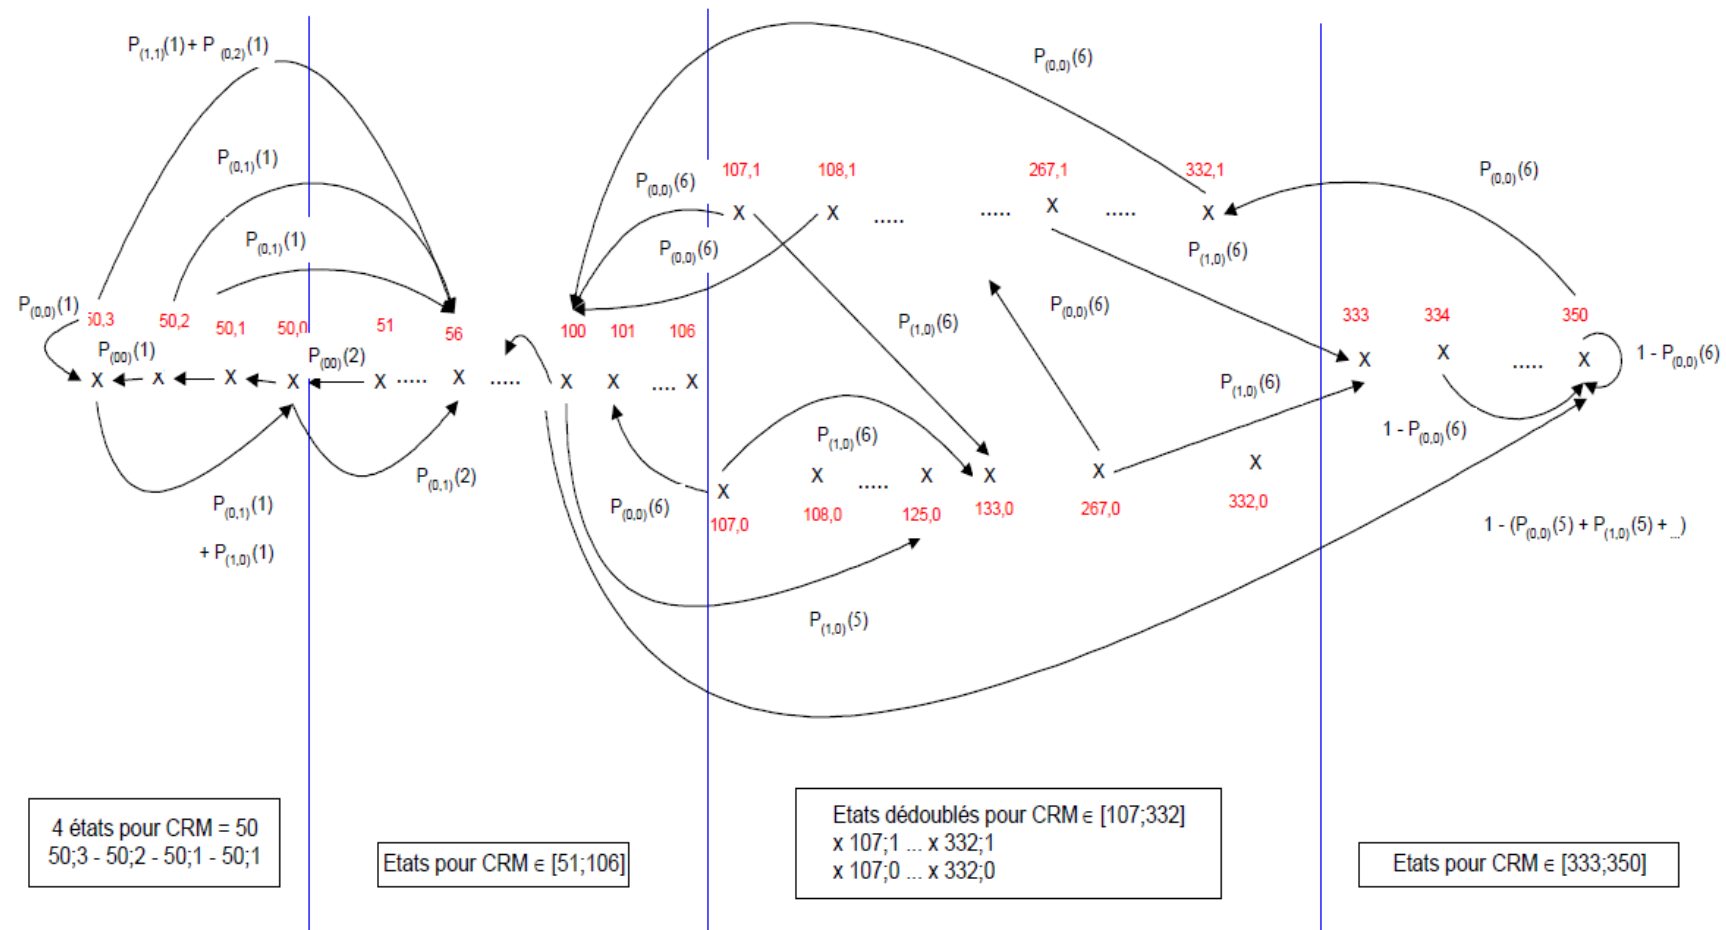 P(1,1)(1) + P (0,2)(1)
P(0,0)(6)
P(0,1)(1)
107,1
108,1
267,1
332,1
P(0,0)(6)
P(0,0)(6)
X
X
.....
.....
X
.....
X
P(0,1)(1)
P(0,0)(6)
P(1,0)(6)
P(0,0)(1)
50,3
50,2
50,1
50,0
51
56
100
101
106
P(1,0)(6)
P(0,0)(6)
333
334
350
P(00)(1)
P(00)(2)
X
X
X
X
X
.....
X
.....
X
X
....
X
X
X
.....
X
1 - P(0,0)(6)
P(1,0)(6)
1 - P(0,0)(6)
P(1,0)(6)
P(0,1)(2)
X
X
.....
X
X
X
X
P(0,1)(1)
+ P(1,0)(1)
P(0,0)(6)
107,0
108,0
125,0
133,0
267,0
332,0
1 - (P(0,0)(5) + P(1,0)(5) + ...)
P(1,0)(5)
4 états pour CRM = 50
50;3 - 50;2 - 50;1 - 50;1
Etats pour CRM ∈ [51;106]
Etats dédoublés pour CRM ∈ [107;332]
x 107;1 ... x 332;1
x 107;0 ... x 332;0
Etats pour CRM ∈ [333;350]